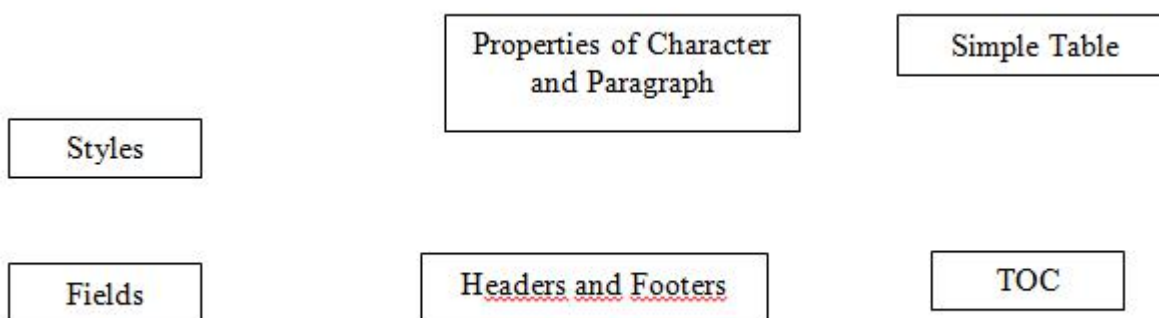 Properties of Character
and Paragraph
Simple Table
Styles
Fields
Headers and Footers
TOC